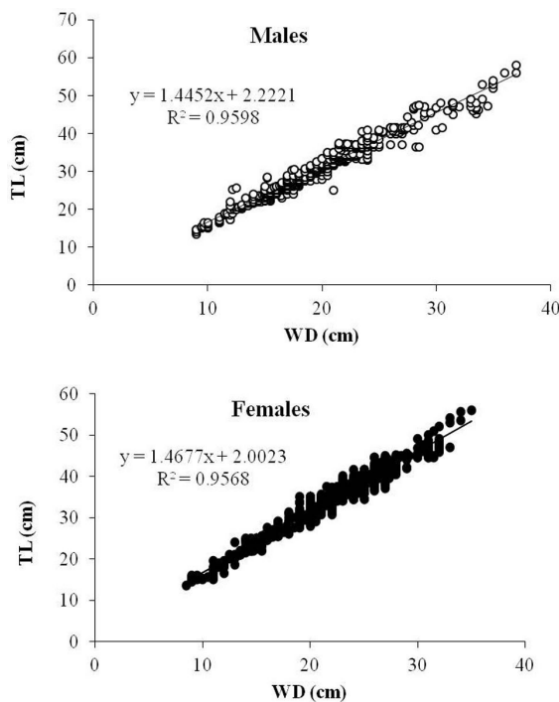 Males
y = 1.4452x + 2.2221
R² = 0.9598
TL (cm)
70
60
50
40
30
20
10
0
0 10 20 30 40
WD (cm)
Females
y = 1.4677x + 2.0023
R² = 0.9568
TL (cm)
60
50
40
30
20
10
0
0 10 20 30 40
WD (cm)